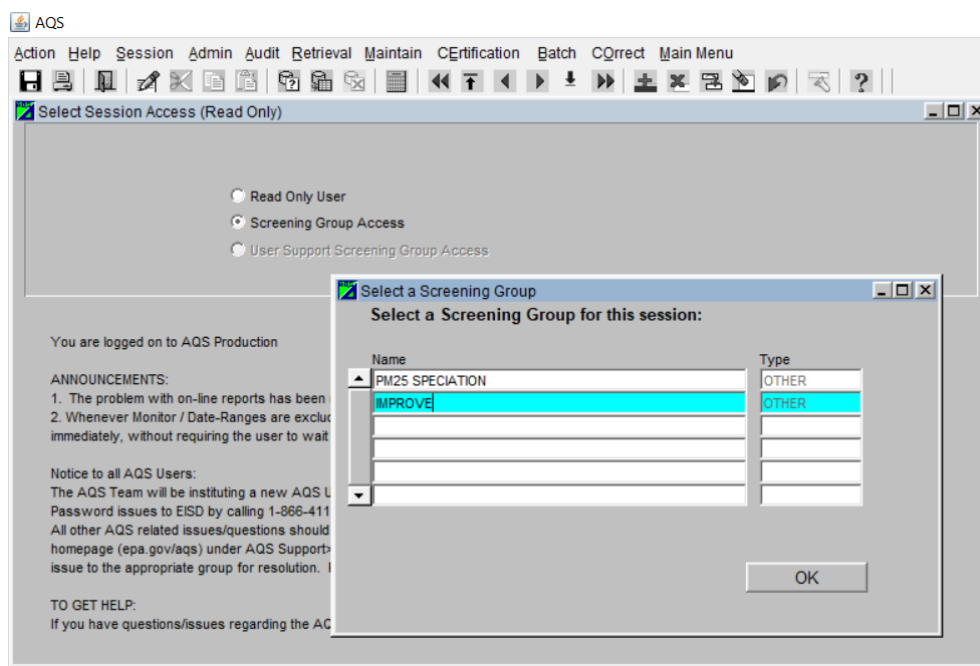 AQS
Action Help Session Admin Audit Retrieval Maintain CErtification Batch COrrect Main Menu
Select Session Access (Read Only)
Read Only User
Screening Group Access
User Support Screening Group Access
Select a Screening Group
Select a Screening Group for this session:
Name Type
PM25 SPECIATION OTHER
IMPROVE OTHER
OK
You are logged on to AQS Production
ANNOUNCEMENTS:
1. The problem with on-line reports has been
2. Whenever Monitor / Date-Ranges are exclu
immediately, without requiring the user to wait
Notice to all AQS Users:
The AQS Team will be instituting a new AQS U
Password issues to EISD by calling 1-866-411
All other AQS related issues/questions should
homepage (epa.gov/aqs) under AQS Support>
issue to the appropriate group for resolution.
TO GET HELP:
If you have questions/issues regarding the AQ